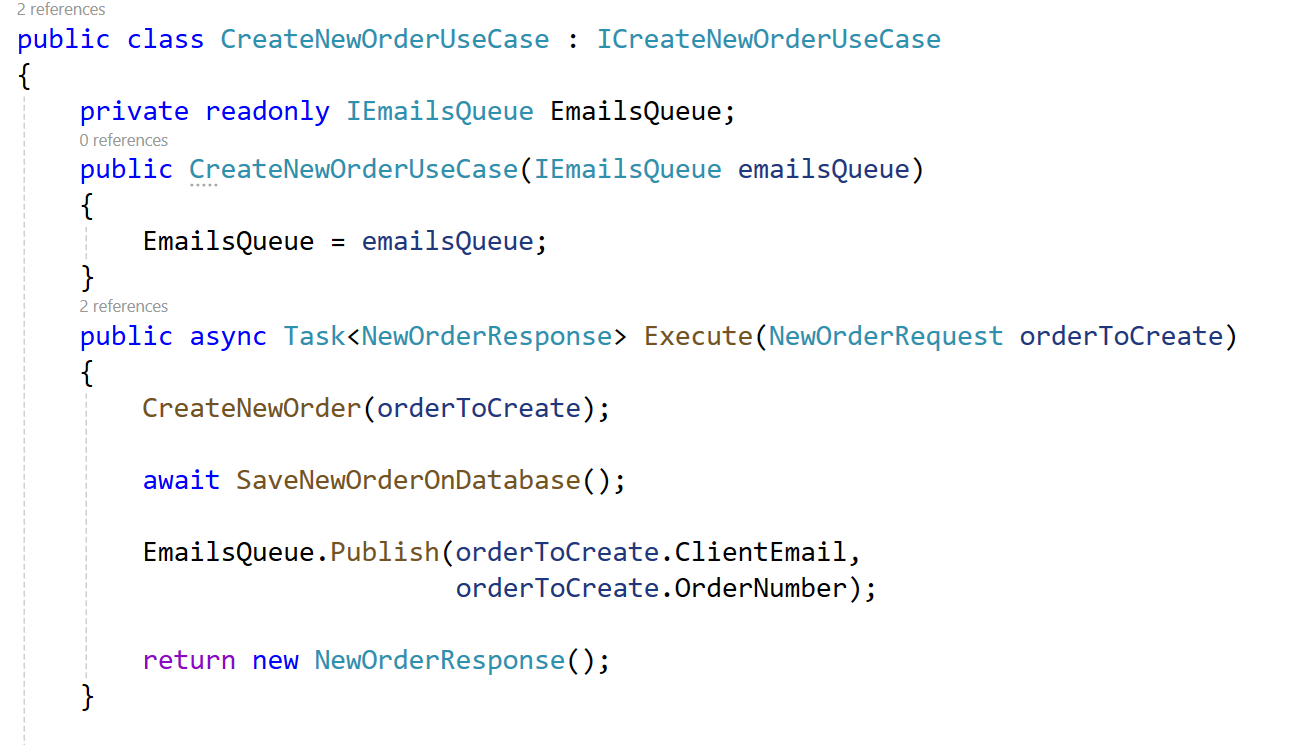 2 references
public class CreateNewOrderUseCase : ICreateNewOrderUseCase
{
private readonly IEmailsQueue EmailsQueue;
0 references
public CreateNewOrderUseCase(IEmailsQueue emailsQueue)
{
EmailsQueue = emailsQueue;
}
2 references
public async Task<NewOrderResponse> Execute(NewOrderRequest orderToCreate)
{
CreateNewOrder(orderToCreate);
await SaveNewOrderOnDatabase();
EmailsQueue.Publish(orderToCreate.ClientEmail,
orderToCreate.OrderNumber);
return new NewOrderResponse();
}